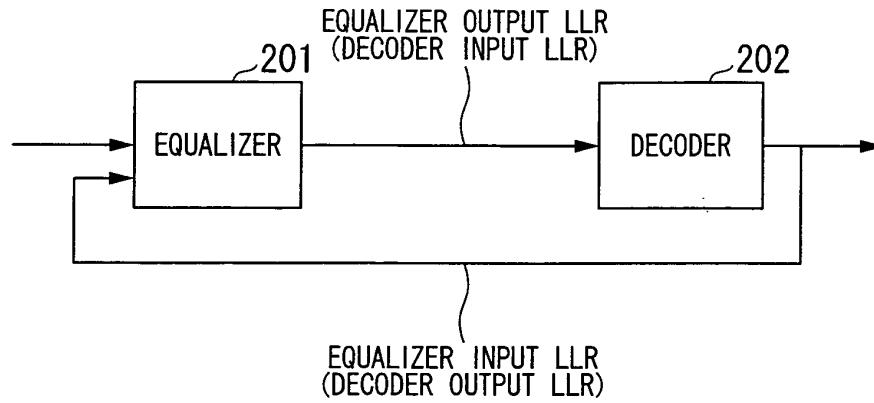 EQUALIZER OUTPUT LLR
(DECODER INPUT LLR)
201
202
EQUALIZER
DECODER
EQUALIZER INPUT LLR
(DECODER OUTPUT LLR)